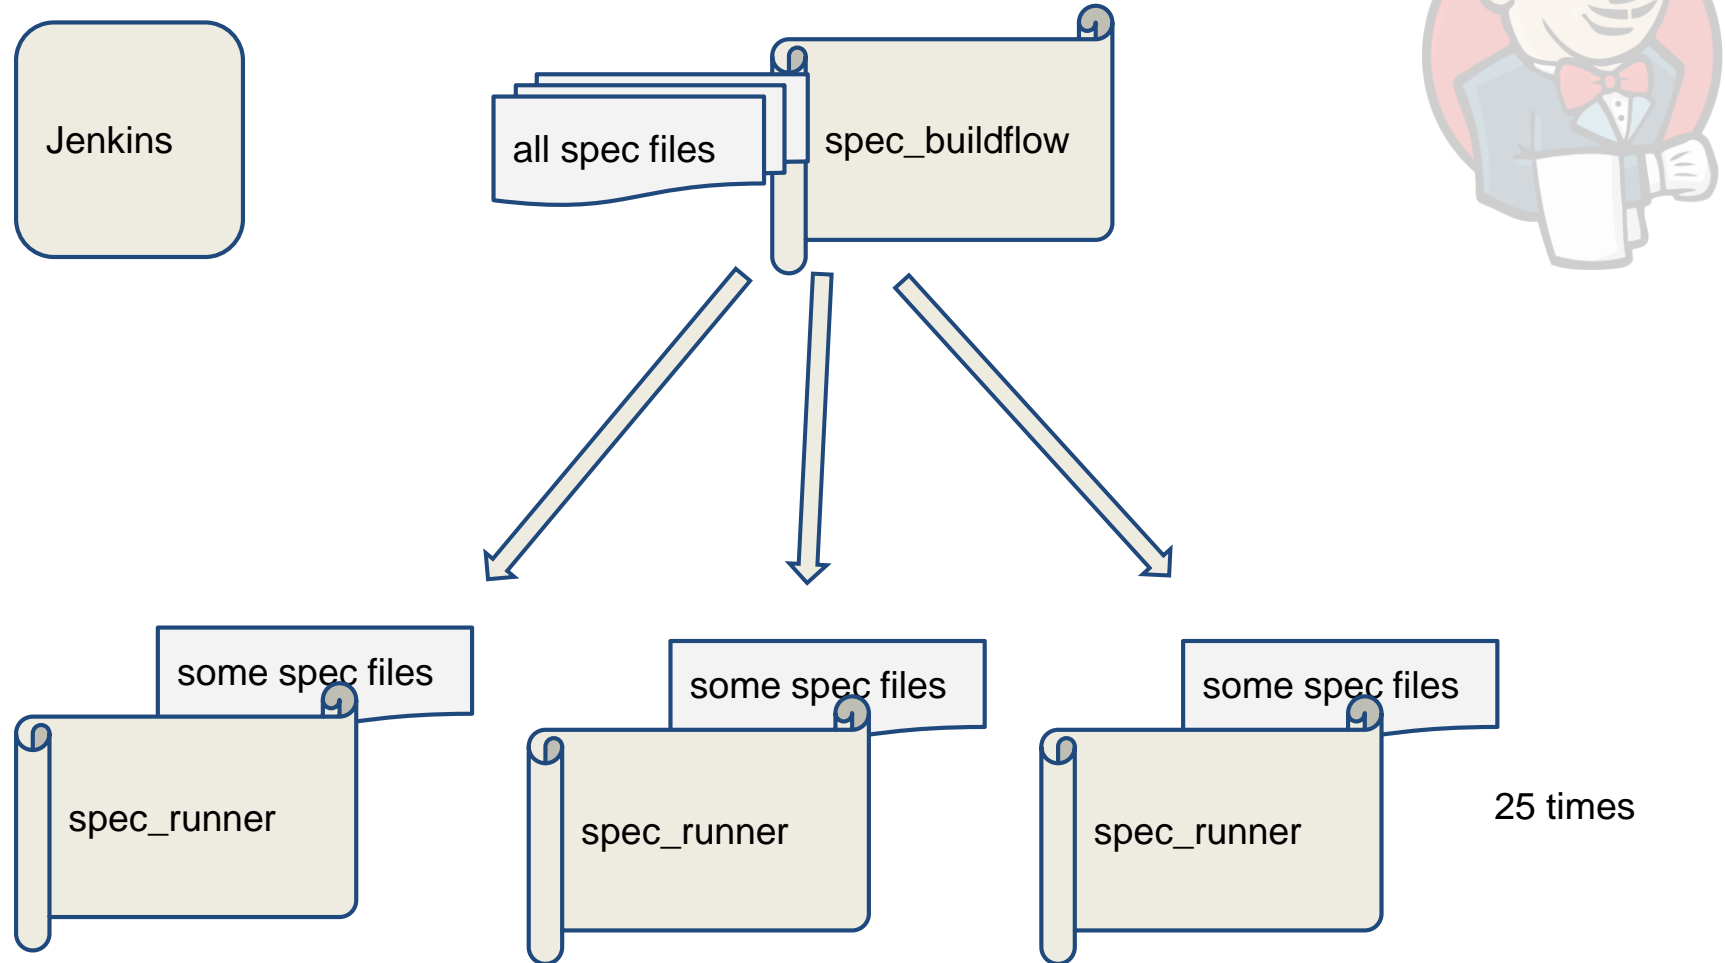 Jenkins
all spec files
spec_buildflow
some spec files
some spec files
some spec files
spec_runner
spec_runner
spec_runner
25 times